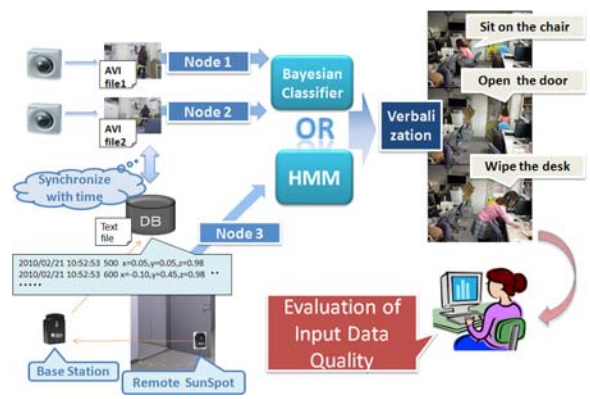 AVI
file1
Node 1
AVI
file2
Node 2
Bayesian
Classifier
OR
HMM
Verbali
zation
Sit on the chair
Open the door
Wipe the desk
Synchronize
with time
DB
Text
file
Node 3
2010/02/21 10:52:53 500 x=0.05,y=0.05,z=0.98
2010/02/21 10:52:53 600 x=-0.10,y=0.45,z=0.98 ••
•••••
Base Station
Remote SunSpot
Evaluation of
Input Data
Quality